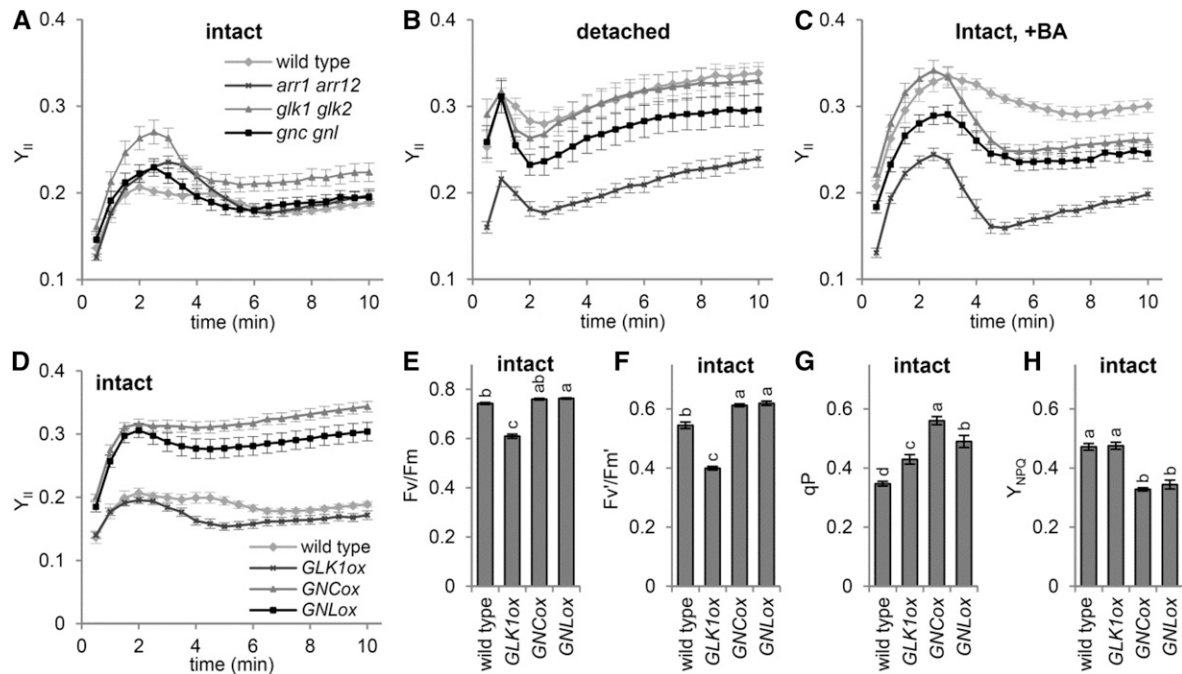 A
intact
0.4
0.3
0.2
0.1
Y_II
wild type
arr1 arr12
glk1 glk2
gnc gnl
0 2 4 6 8 10
time (min)
B
detached
0.4
0.3
0.2
0.1
Y_II
0 2 4 6 8 10
time (min)
C
Intact, +BA
0.4
0.3
0.2
0.1
Y_II
0 2 4 6 8 10
time (min)
D
intact
0.4
0.3
0.2
0.1
0
Y_II
wild type
GLK1ox
GNCox
GNLox
0 2 4 6 8 10
time (min)
E
intact
0.8
0.6
0.4
0.2
0
Fv/Fm
b c ab a
wild type
GLK1ox
GNCox
GNLox
F
intact
0.6
0.4
0.2
0
Fv'/Fm'
b c a a
wild type
GLK1ox
GNCox
GNLox
G
intact
0.6
0.4
0.2
0
qP
d c a b
wild type
GLK1ox
GNCox
GNLox
H
intact
0.6
0.4
0.2
0
Y_NPQ
a a b b
wild type
GLK1ox
GNCox
GNLox